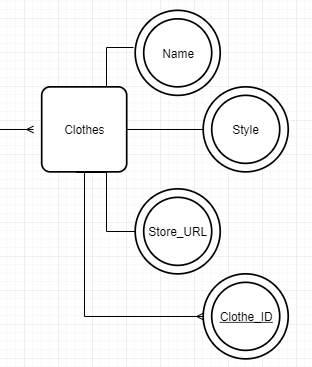 Name
Clothes
Style
Store_URL
Clothe_ID